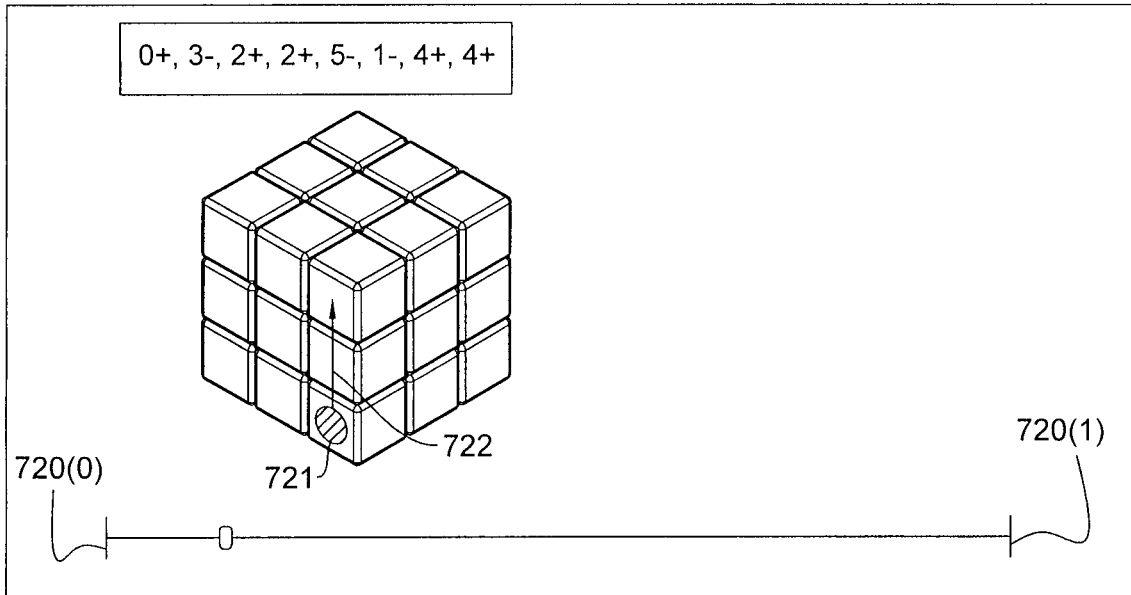 0+, 3-, 2+, 2+, 5-, 1-, 4+, 4+
722
721
720(0)
720(1)